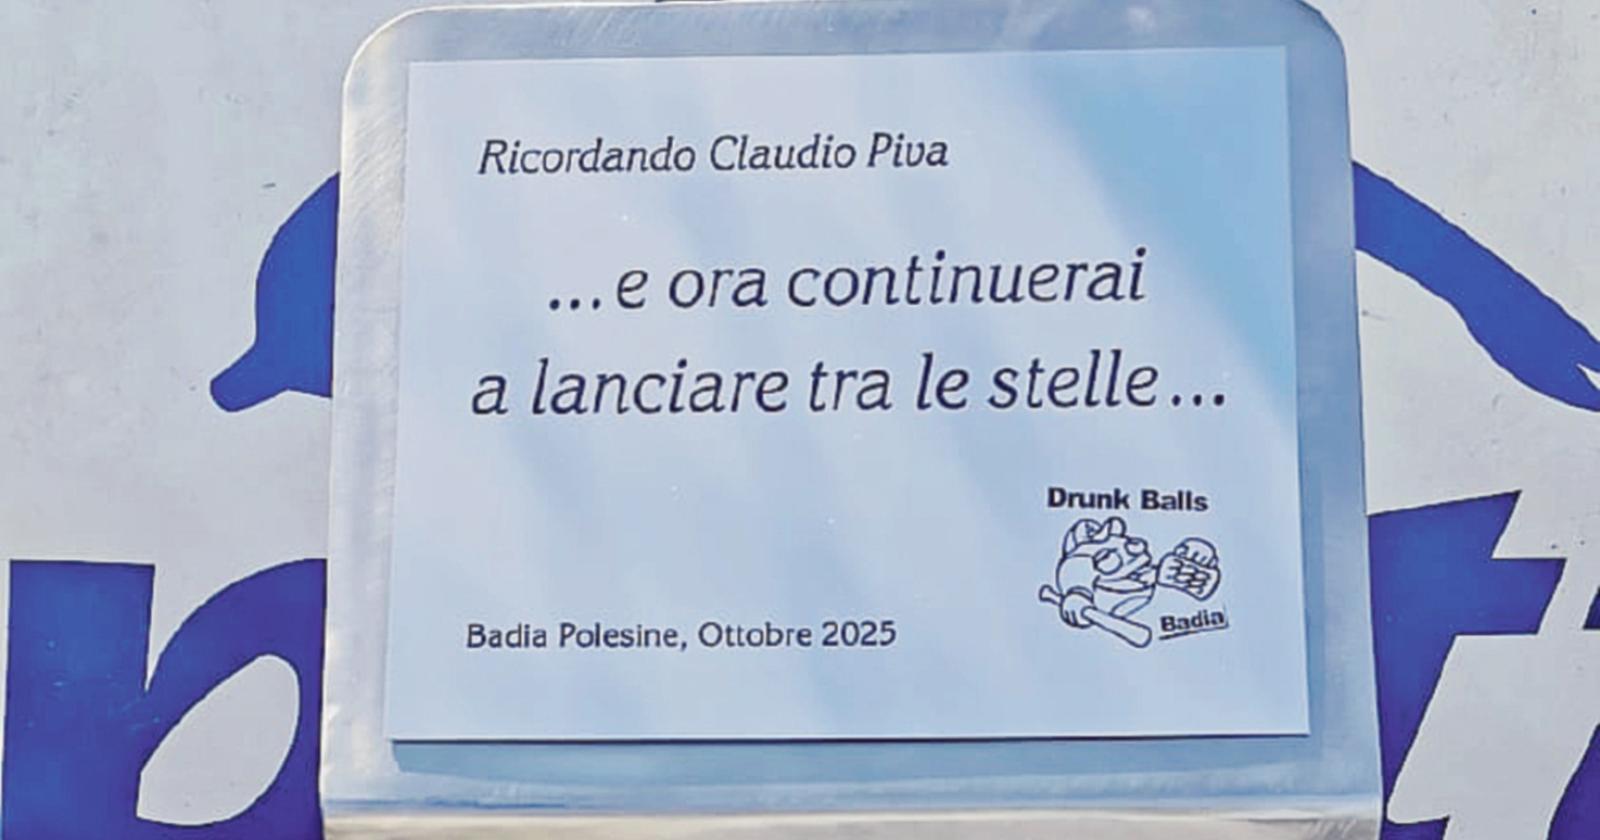 Ricordando Claudio Piva
...e ora continuerai
a lanciare tra le stelle...
Drunk Balls
Badia
Badia Polesine, Ottobre 2025